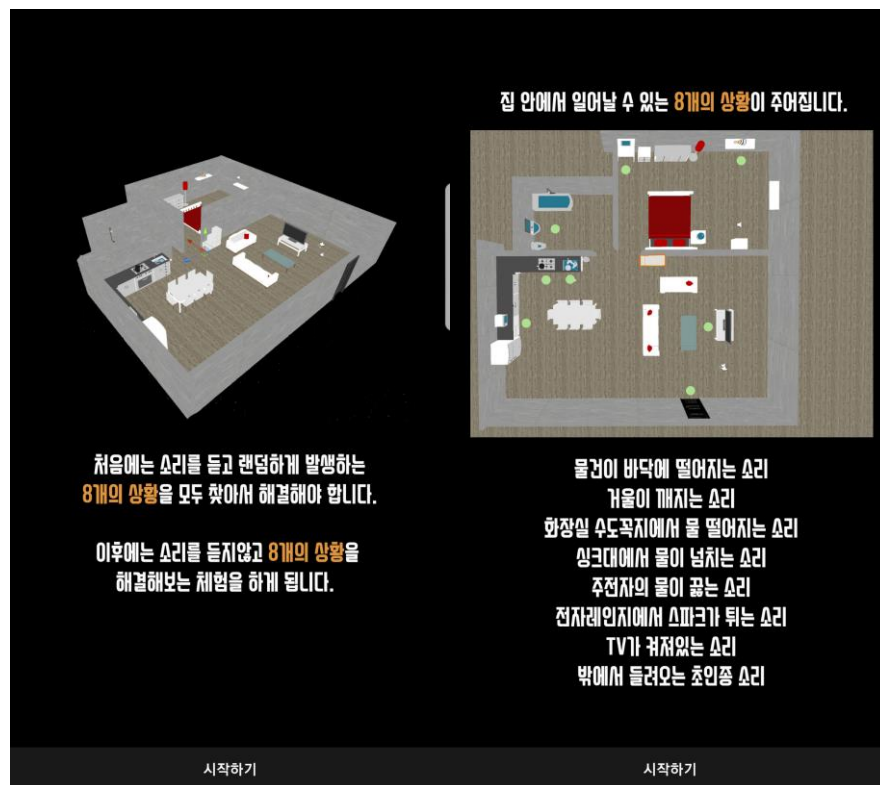 처음에는 소리를 듣고 랜덤하게 발생하는
8개의 상황을 모두 찾아서 해결해야 합니다.
이후에는 소리를 듣지않고 8개의 상황을
해결해보는 체험을 하게 됩니다.
시작하기
집 안에서 일어날 수 있는 8개의 상황이 주어집니다.
물건이 바닥에 떨어지는 소리
거울이 깨지는 소리
화장실 수도꼭지에서 물 떨어지는 소리
싱크대에서 물이 넘치는 소리
주전자의 물이 끓는 소리
전자레인지에서 스파크가 튀는 소리
TV가 켜져있는 소리
밖에서 들려오는 초인종 소리
시작하기